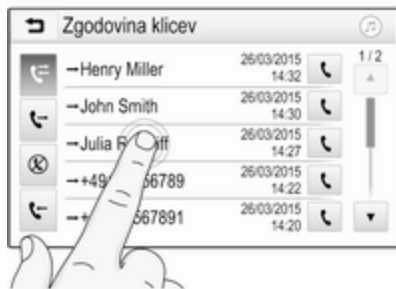 Zgodovina klicev
→Henry Miller 26/03/2015 14:32
1/2
→John Smith 26/03/2015 14:30
→Julia 26/03/2015 14:27
26/03/2015 14:22
26/03/2015 14:20